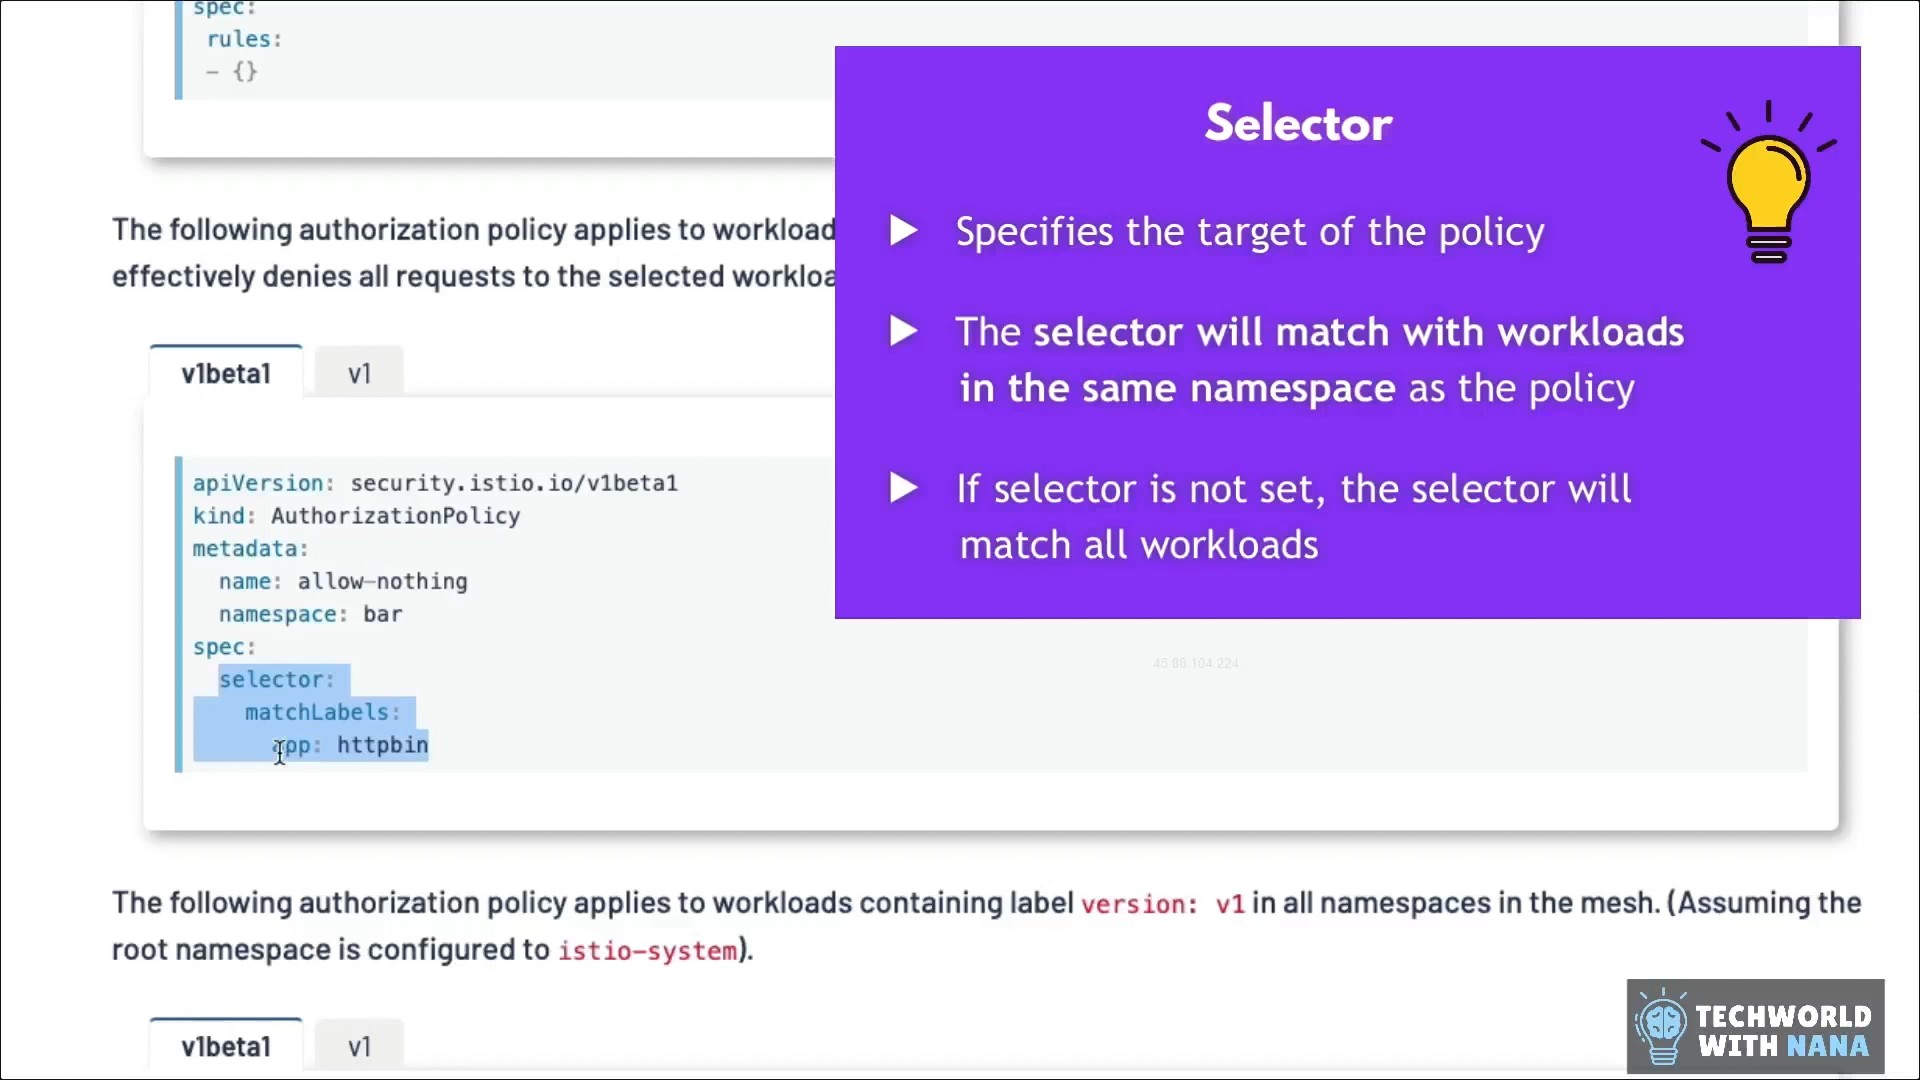 spec:
rules:
- {}
Selector
Specifies the target of the policy
The selector will match with workloads
in the same namespace as the policy
If selector is not set, the selector will
match all workloads
The following authorization policy applies to workload
effectively denies all requests to the selected workloa
v1beta1 v1
apiVersion: security.istio.io/v1beta1
kind: AuthorizationPolicy
metadata:
name: allow-nothing
namespace: bar
spec:
selector:
matchLabels:
app: httpbin
The following authorization policy applies to workloads containing label version: v1 in all namespaces in the mesh. (Assuming the
root namespace is configured to istio-system).
v1beta1 v1
TECHWORLD
WITH NANA